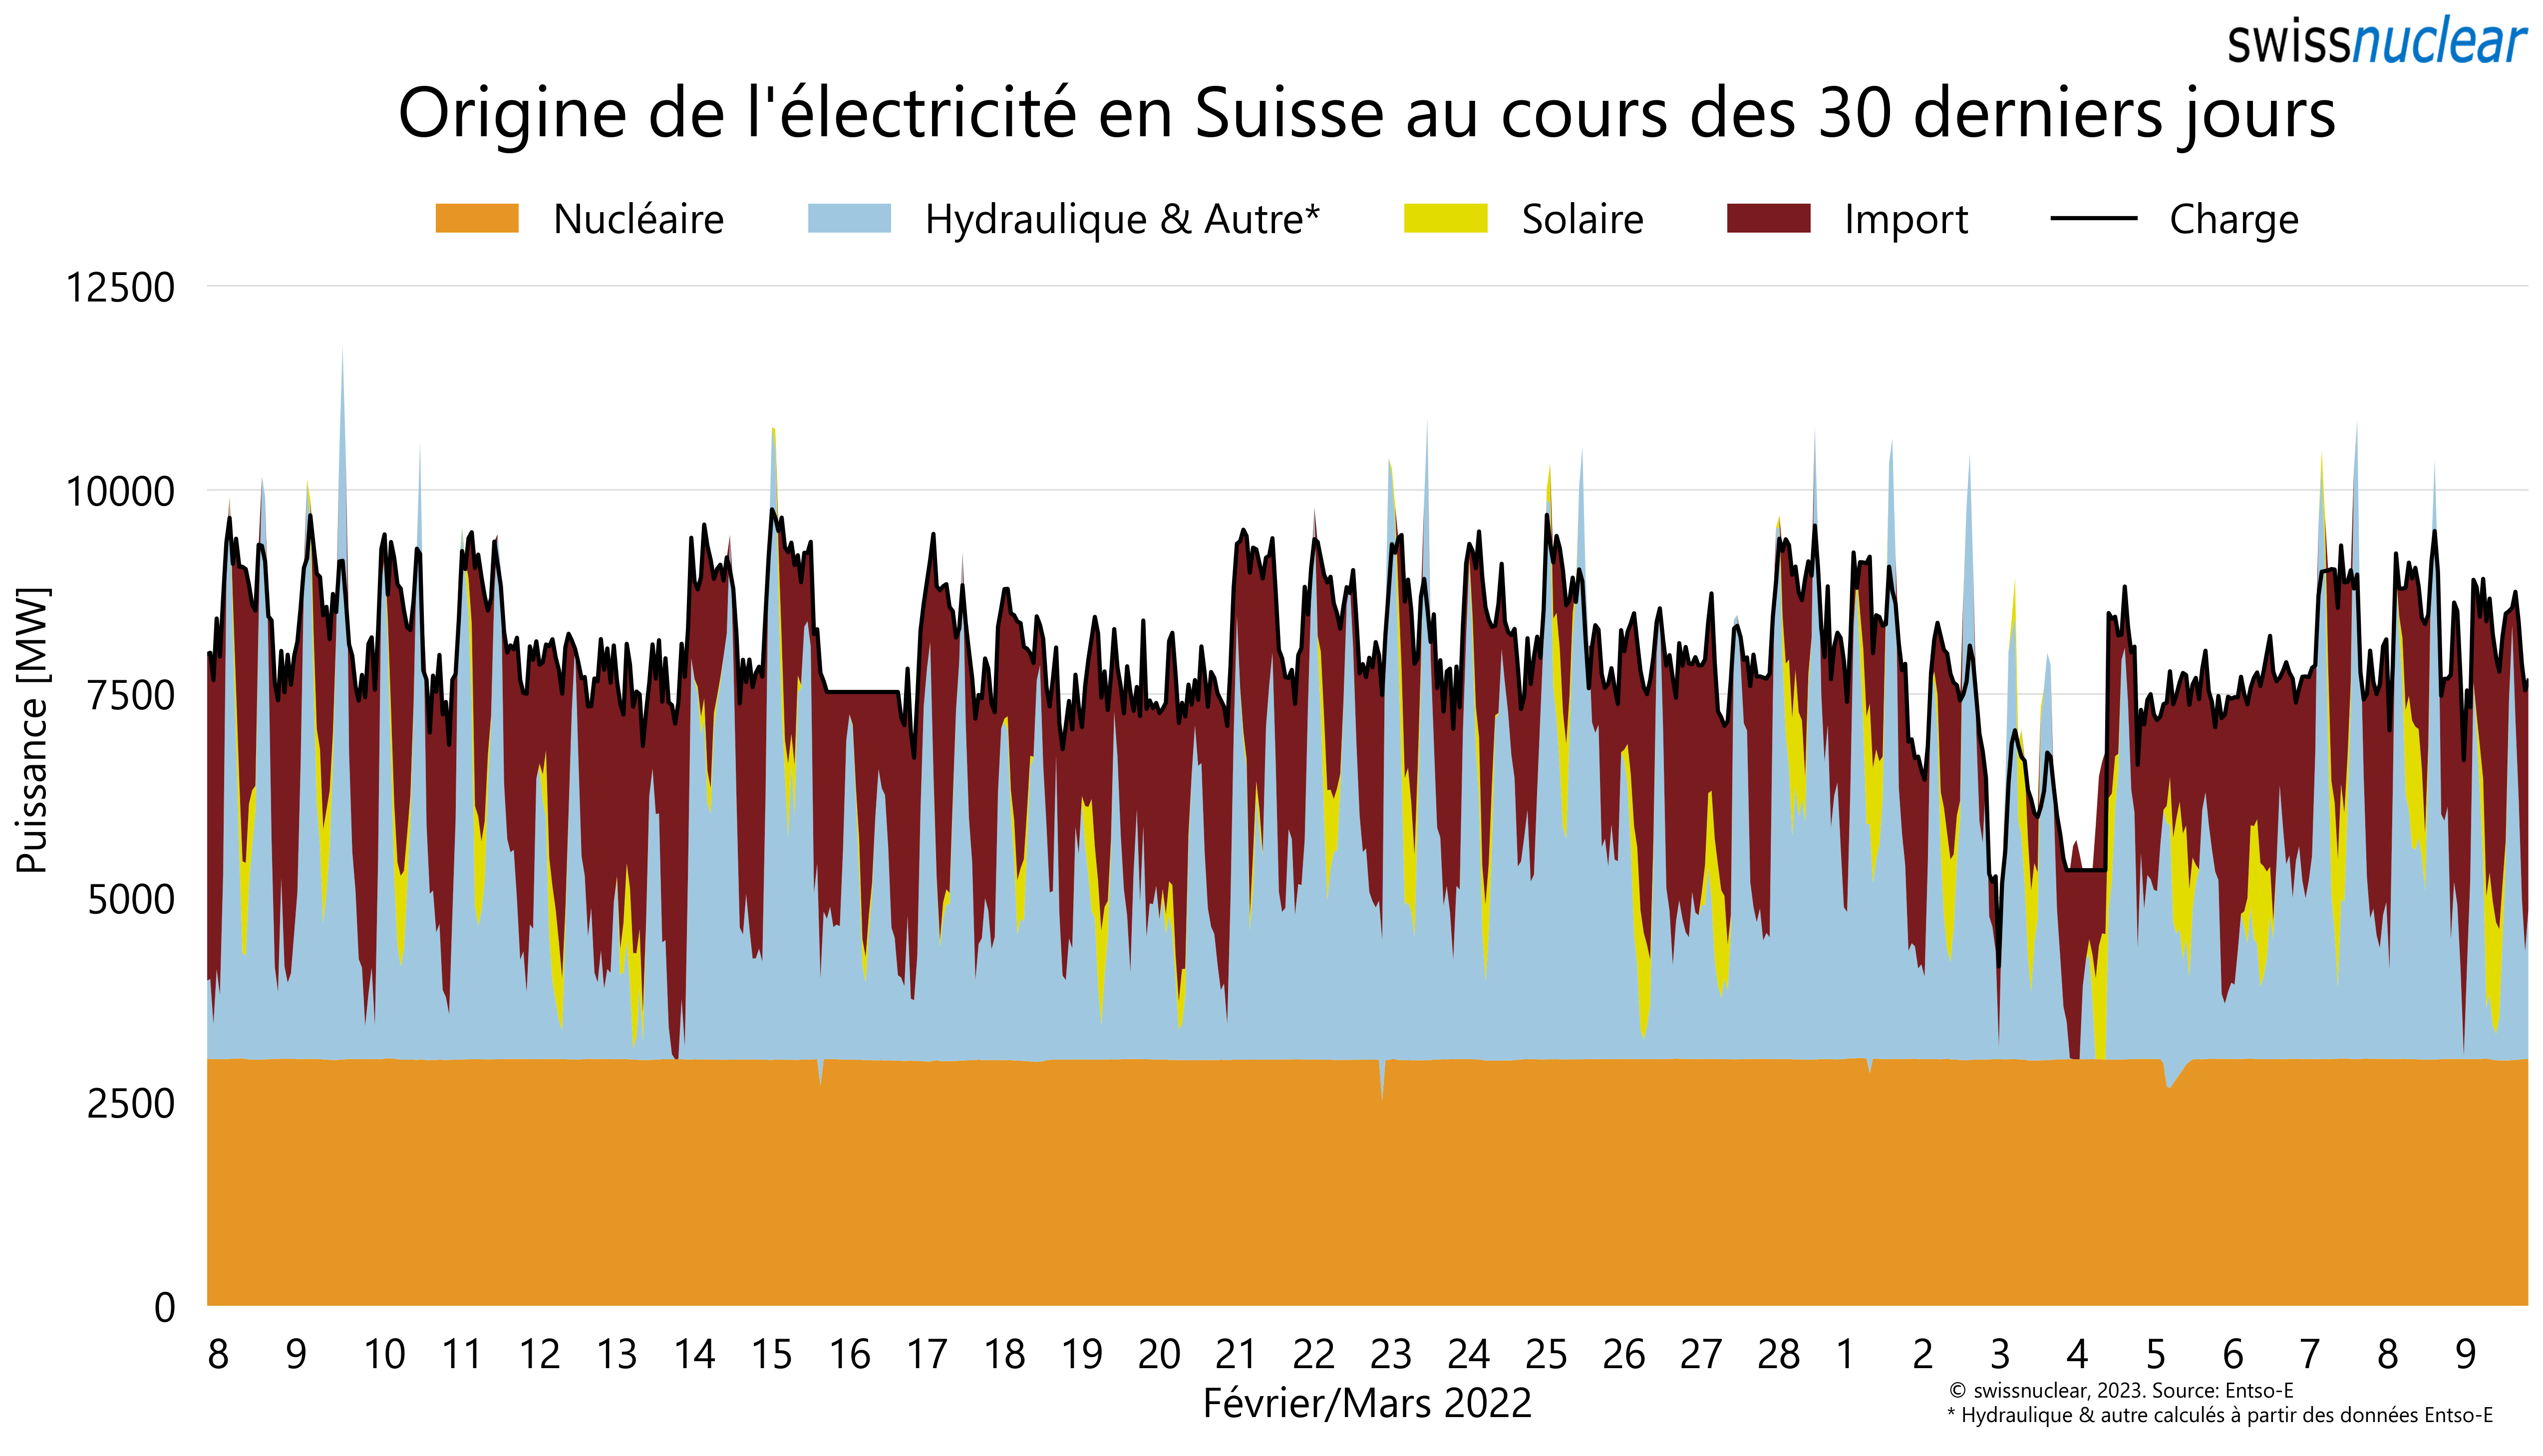 swissnuclear
Origine de l'électricité en Suisse au cours des 30 derniers jours
Nucléaire Hydraulique & Autre* Solaire Import Charge
12500
10000
7500
5000
2500
0
Puissance [MW]
8 9 10 11 12 13 14 15 16 17 18 19 20 21 22 23 24 25 26 27 28 1 2 3 4 5 6 7 8 9
Février/Mars 2022
© swissnuclear, 2023. Source: Entso-E
* Hydraulique & autre calculés à partir des données Entso-E